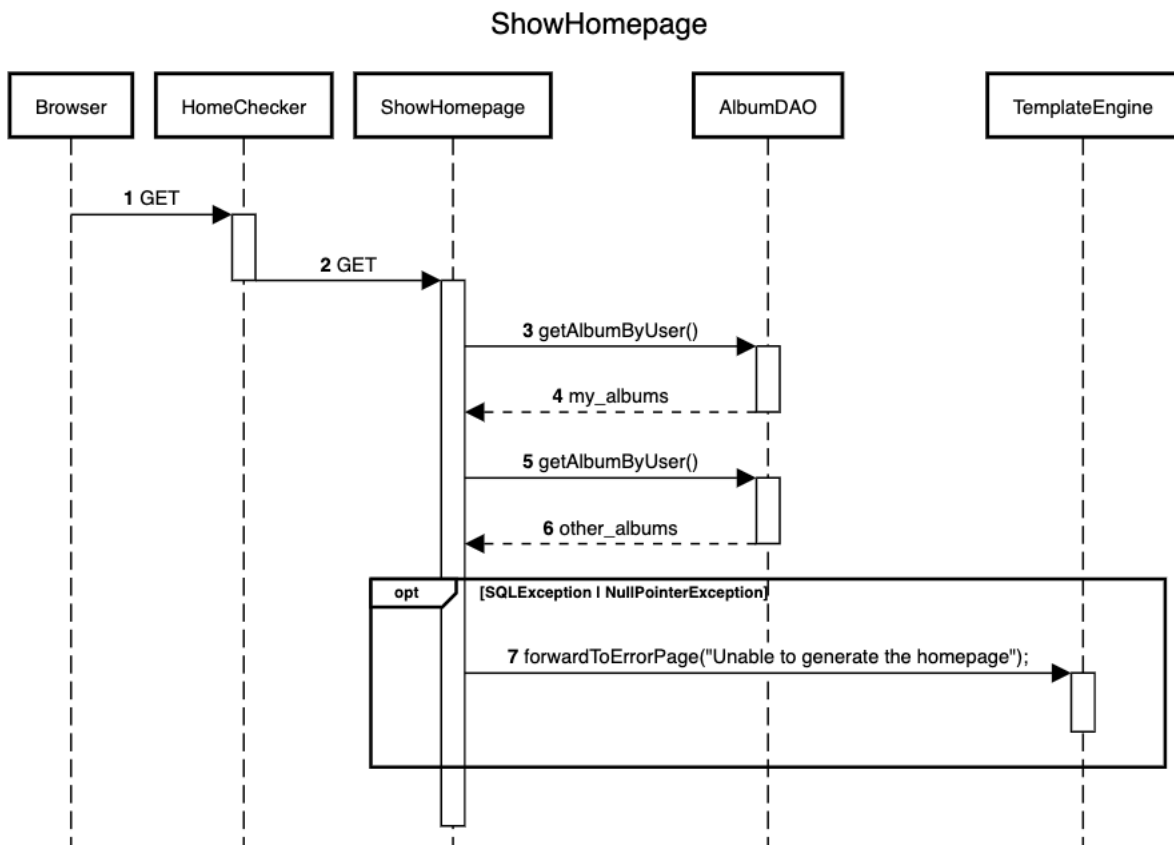 ShowHomepage
Browser
HomeChecker
ShowHomepage
AlbumDAO
TemplateEngine
1 GET
2 GET
3 getAlbumByUser()
4 my_albums
5 getAlbumByUser()
6 other_albums
opt
[SQLException | NullPointerException]
7 forwardToErrorPage("Unable to generate the homepage");